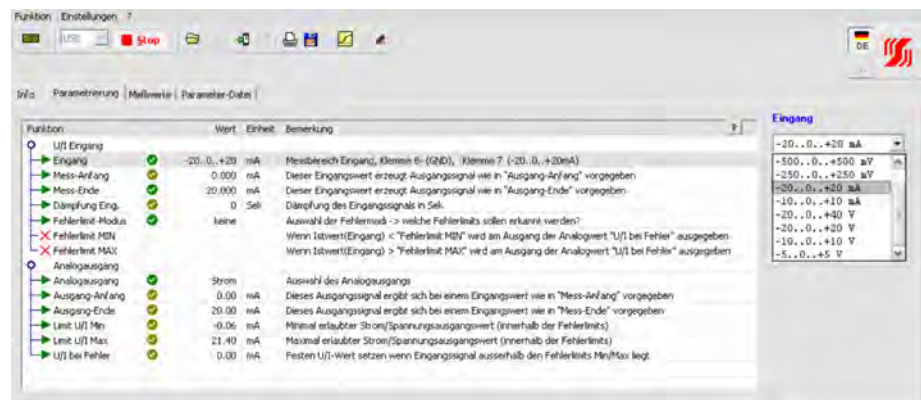 Funktion Einstellungen ?
USB Stop DE
Info Parametrierung Meßwerte Parameter-Datei
Eingang
Funktion Wert Einheit Bemerkung
U/I Eingang
Eingang -20..0..+20 mA Messbereich Eingang, Klemme 6- (GND), Klemme 7 (-20..0..+20mA)
Mess-Anfang 0.000 mA Dieser Eingangswert erzeugt Ausgangssignal wie in "Ausgang-Anfang" vorgegeben
Mess-Ende 20.000 mA Dieser Eingangswert erzeugt Ausgangssignal wie in "Ausgang-Ende" vorgegeben
Dämpfung Eing. 0 Sek Dämpfung des Eingangssignals in Sek.
Fehlerlimit-Modus keine Auswahl der Fehlermodi -> welche Fehlerlimits sollen erkannt werden?
Fehlerlimit MIN Wenn Istwert(Eingang) < "Fehlerlimit MIN" wird am Ausgang der Analogwert "U/I bei Fehler" ausgegeben
Fehlerlimit MAX Wenn Istwert(Eingang) > "Fehlerlimit MAX" wird am Ausgang der Analogwert "U/I bei Fehler" ausgegeben
Analogausgang
Analogausgang Strom Auswahl des Analogausgangs
Ausgang-Anfang 0.00 mA Dieses Ausgangssignal ergibt sich bei einem Eingangswert wie in "Mess-Anfang" vorgegeben
Ausgang-Ende 20.00 mA Dieses Ausgangssignal ergibt sich bei einem Eingangswert wie in "Mess-Ende" vorgegeben
Limit U/I Min -0.06 mA Minimal erlaubter Strom/Spannungsausgangswert (innerhalb der Fehlerlimits)
Limit U/I Max 21.40 mA Maximal erlaubter Strom/Spannungsausgangswert (innerhalb der Fehlerlimits)
U/I bei Fehler 0.00 mA Festen U/I-Wert setzen wenn Eingangssignal ausserhalb den Fehlerlimits Min/Max liegt
-20..0..+20 mA
-500..0..+500 mV
-250..0..+250 mV
-20..0..+20 mA
-10..0..+10 mA
-20..0..+40 V
-20..0..+20 V
-10..0..+10 V
-5..0..+5 V